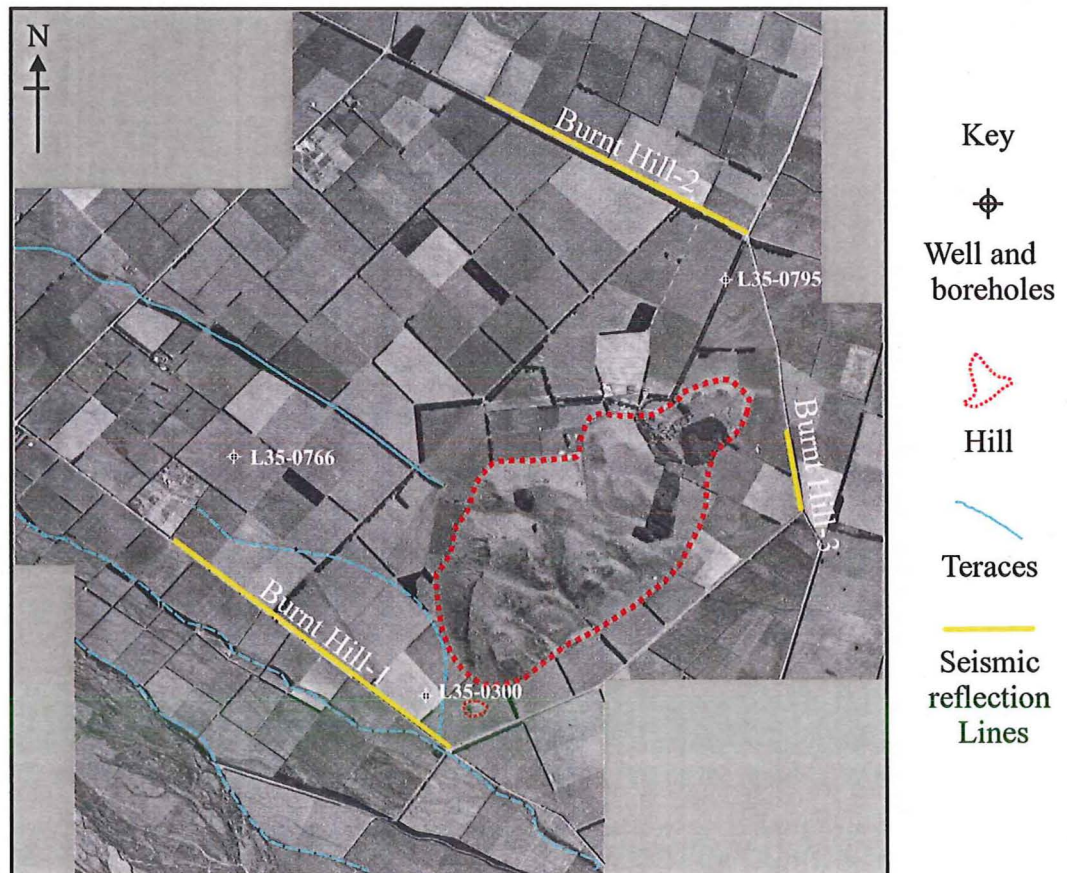 N
Burnt Hill-2
L35-0795
L35-0766
Burnt Hill-3
Burnt Hill-1
L35-0300
Key
Well and
boreholes
Hill
Teraces
Seismic
reflection
Lines